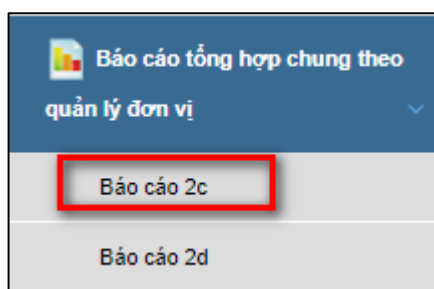 Báo cáo tổng hợp chung theo
quản lý đơn vị
Báo cáo 2c
Báo cáo 2d